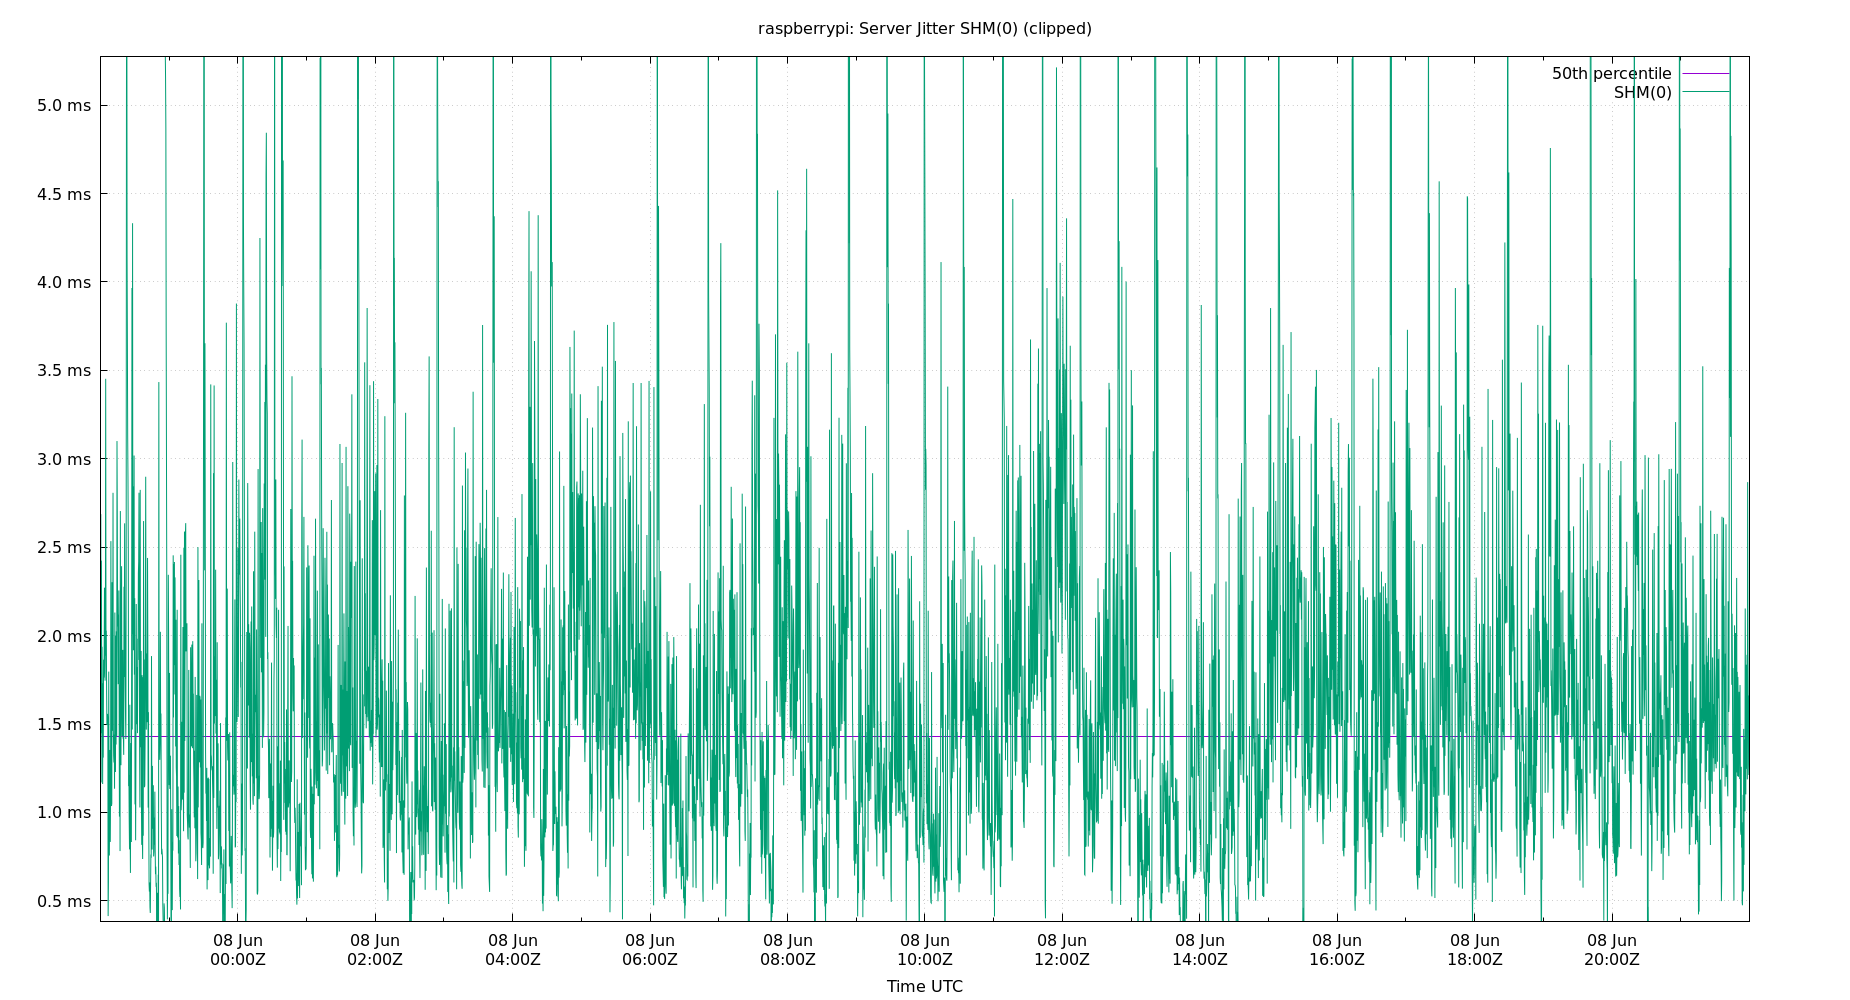 raspberrypi: Server Jitter SHM(0) (clipped)
50th percentile
SHM(0)
5.0 ms
4.5 ms
4.0 ms
3.5 ms
3.0 ms
2.5 ms
2.0 ms
1.5 ms
1.0 ms
0.5 ms
08 Jun 08 Jun 08 Jun 08 Jun 08 Jun 08 Jun 08 Jun 08 Jun 08 Jun 08 Jun 08 Jun
00:00Z 02:00Z 04:00Z 06:00Z 08:00Z 10:00Z 12:00Z 14:00Z 16:00Z 18:00Z 20:00Z
Time UTC